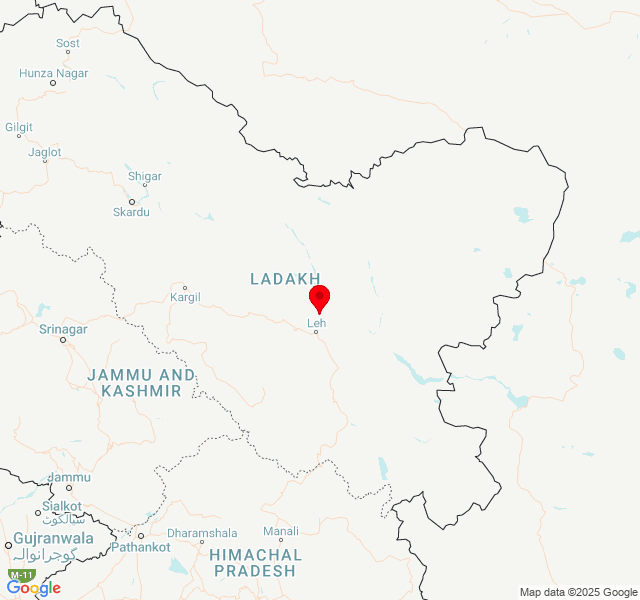 Sost
Hunza Nagar
Gilgit
Jaglot
Shigar
Skardu
LADAKH
Kargil
Leh
Srinagar
JAMMU AND
KASHMIR
Jammu
Sialkot
سیالکوٹ
Gujranwala
گوجرانوالہ
Pathankot
Dharamshala
Manali
HIMACHAL
PRADESH
M-11
Google
Map data ©2025 Google